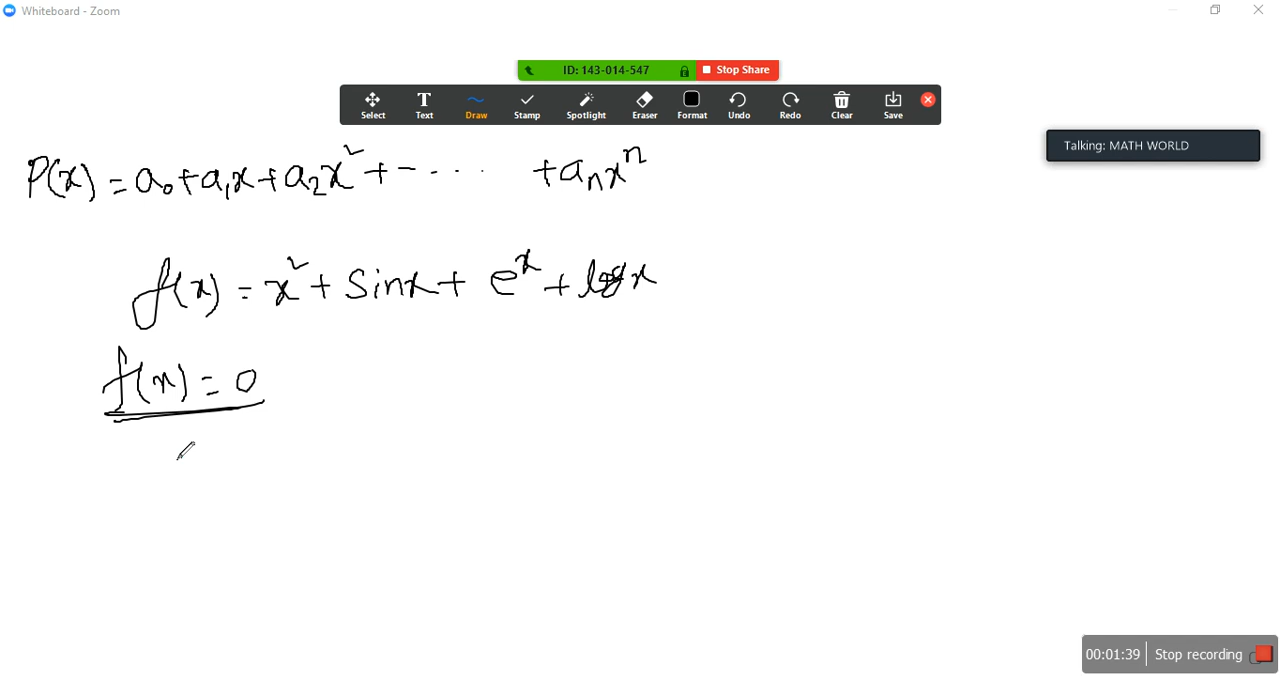 Whiteboard - Zoom
ID: 143-014-547 Stop Share
Select Text Draw Stamp Spotlight Eraser Format Undo Redo Clear Save
Talking: MATH WORLD
P(x) = a₀ + a₁x + a₂x² + - . . . . + aₙxⁿ
f(x) = x² + Sinx + eˣ + logx
f(x) = 0
00:01:39 Stop recording